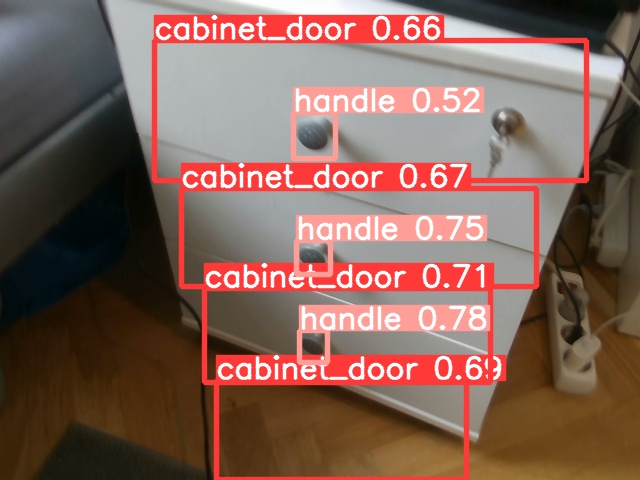 cabinet_door 0.66
handle 0.52
cabinet_door 0.67
handle 0.75
cabinet_door 0.71
handle 0.78
cabinet_door 0.69